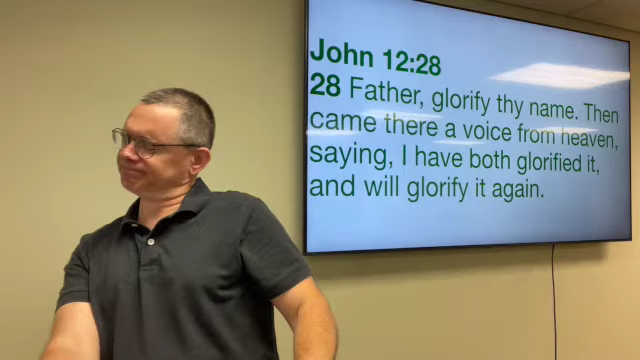 John 12:28
28 Father, glorify thy name. Then
came there a voice from heaven,
saying, I have both glorified it,
and will glorify it again.